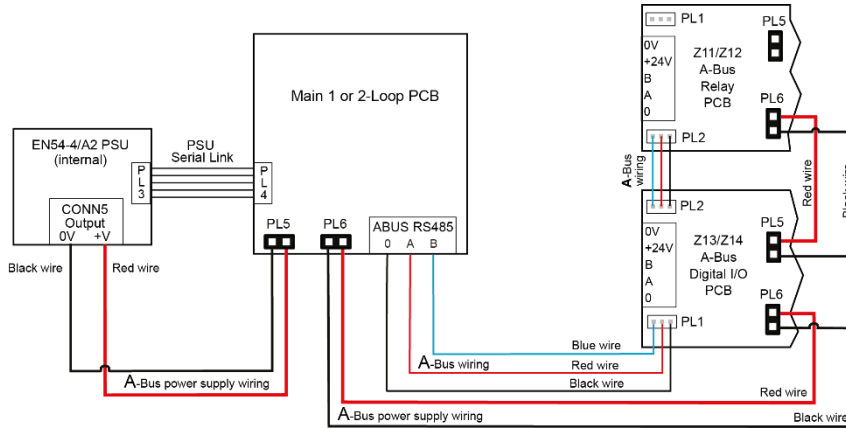 Main 1 or 2-Loop PCB
EN54-4/A2 PSU
(internal)
PSU
Serial Link
P
L
3
P
L
4
CONN5
Output
0V +V
PL5
PL6
ABUS RS485
0 A B
Black wire
Red wire
A-Bus power supply wiring
A-Bus wiring
Blue wire
Red wire
Black wire
A-Bus power supply wiring
Red wire
Black wire
PL1
PL5
0V
+24V
B
A
0
Z11/Z12
A-Bus
Relay
PCB
PL6
PL2
A-Bus
wiring
Red wire
PL2
PL5
0V
+24V
B
A
0
Z13/Z14
A-Bus
Digital I/O
PCB
PL6
PL1